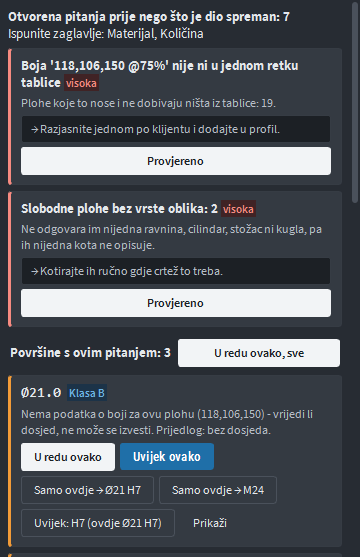 Otvorena pitanja prije nego što je dio spreman: 7
Ispunite zaglavlje: Materijal, Količina
Boja '118,106,150 @75%' nije ni u jednom retku
tablice visoka
Plohe koje to nose i ne dobivaju ništa iz tablice: 19.
→Razjasnite jednom po klijentu i dodajte u profil.
Provjereno
Slobodne plohe bez vrste oblika: 2 visoka
Ne odgovara im nijedna ravnina, cilindar, stožac ni kugla, pa
ih nijedna kota ne opisuje.
→Kotirajte ih ručno gdje crtež to treba.
Provjereno
Površine s ovim pitanjem: 3 U redu ovako, sve
Ø21.0 Klasa B
Nema podatka o boji za ovu plohu (118,106,150) - vrijedi li
dosjed, ne može se izvesti. Prijedlog: bez dosjeda.
U redu ovako Uvijek ovako
Samo ovdje→Ø21 H7 Samo ovdje→M24
Uvijek: H7 (ovdje Ø21 H7) Prikaži